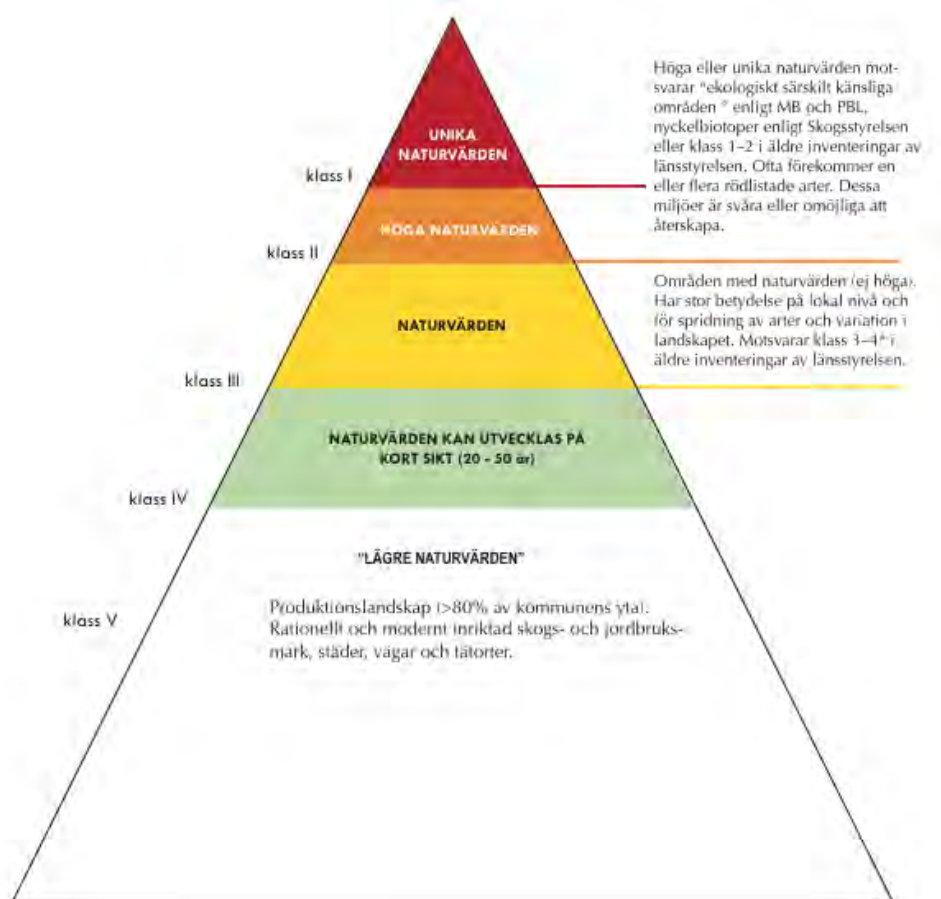 UNIKA
NATURVÄRDEN
klass I
Höga eller unika naturvärden mot-
svarar "ekologiskt särskilt känsliga
områden " enligt MB och PBL,
nyckelbiotoper enligt Skogsstyrelsen
eller klass 1–2 i äldre inventeringar av
länsstyrelsen. Ofta förekommer en
eller flera rödlistade arter. Dessa
miljöer är svåra eller omöjliga att
återskapa.
HÖGA NATURVÄRDEN
klass II
Områden med naturvärden (ej höga).
Har stor betydelse på lokal nivå och
för spridning av arter och variation i
landskapet. Motsvarar klass 3–4* i
äldre inventeringar av länsstyrelsen.
NATURVÄRDEN
klass III
NATURVÄRDEN KAN UTVECKLAS PÅ
KORT SIKT (20 - 50 år)
klass IV
"LÄGRE NATURVÄRDEN"
Produktionslandskap (>80% av kommunens yta).
Rationellt och modernt inriktad skogs- och jordbruks-
mark, städer, vägar och tätorter.
klass V